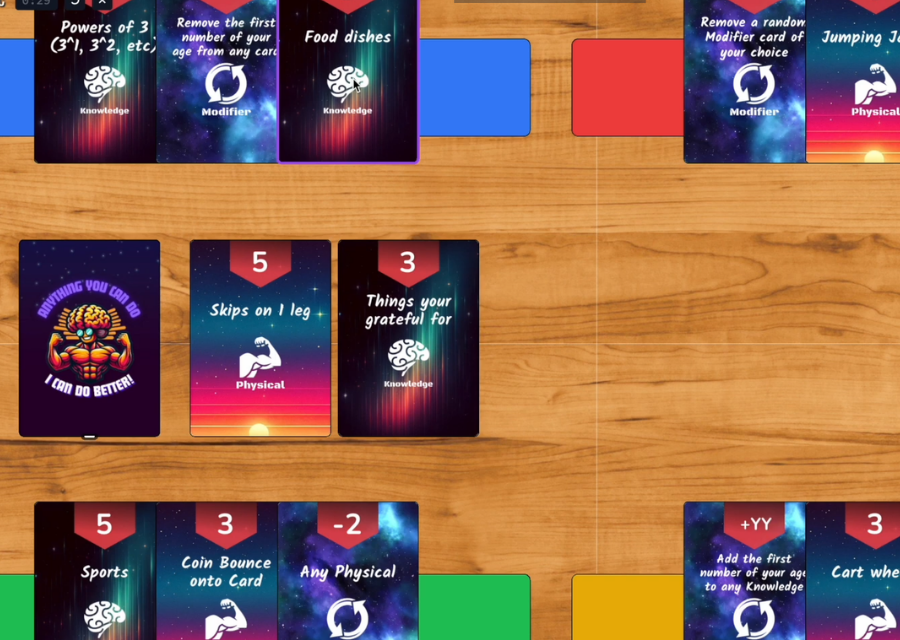 Powers of 3
(3^1, 3^2, etc)
Knowledge
Remove the first
number of your
age from any card
Modifier
Food dishes
Knowledge
Remove a random
Modifier card of
your choice
Modifier
Jumping
Physical
ANYTHING YOU CAN DO
I CAN DO BETTER!
5
Skips on 1 leg
Physical
3
Things your
grateful for
Knowledge
5
Sports
3
Coin Bounce
onto Card
-2
Any Physical
+YY
Add the first
number of your age
to any Knowledge
3
Cart